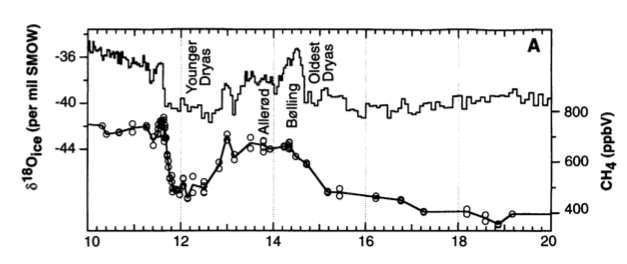 A
δ¹⁸Oice (per mil SMOW)
-36
-40
-44
Younger
Dryas
Allerød
Bølling
Oldest
Dryas
800
600
400
CH₄ (ppbV)
10 12 14 16 18 20